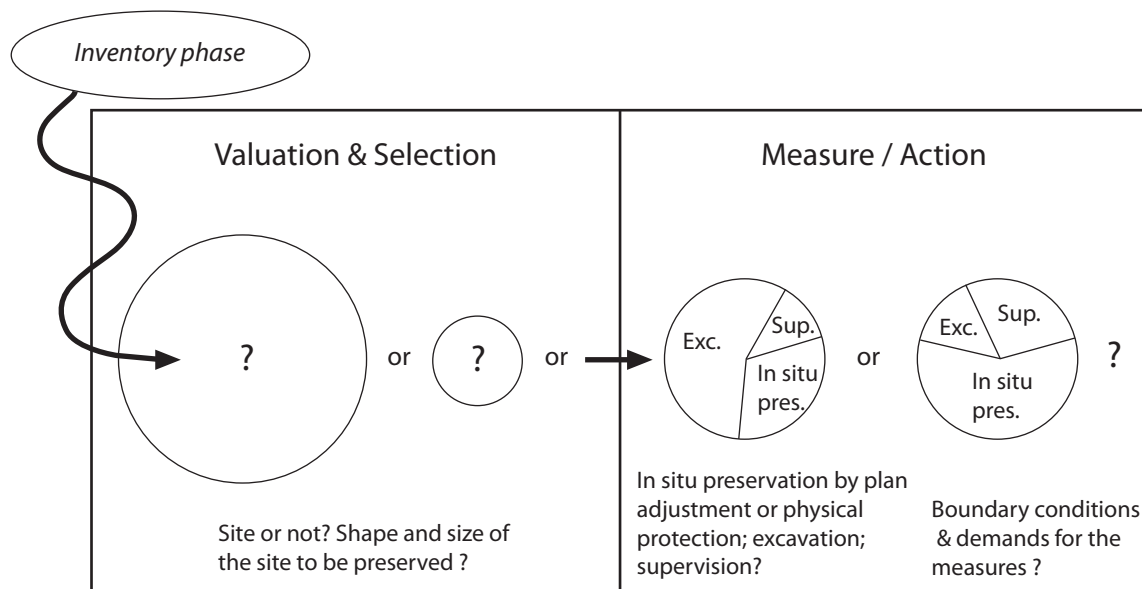 Inventory phase
Valuation & Selection
Measure / Action
?
or
?
or
Exc.
Sup.
In situ
pres.
or
Exc.
Sup.
In situ
pres.
?
Site or not? Shape and size of
the site to be preserved ?
In situ preservation by plan
adjustment or physical
protection; excavation;
supervision?
Boundary conditions
& demands for the
measures ?